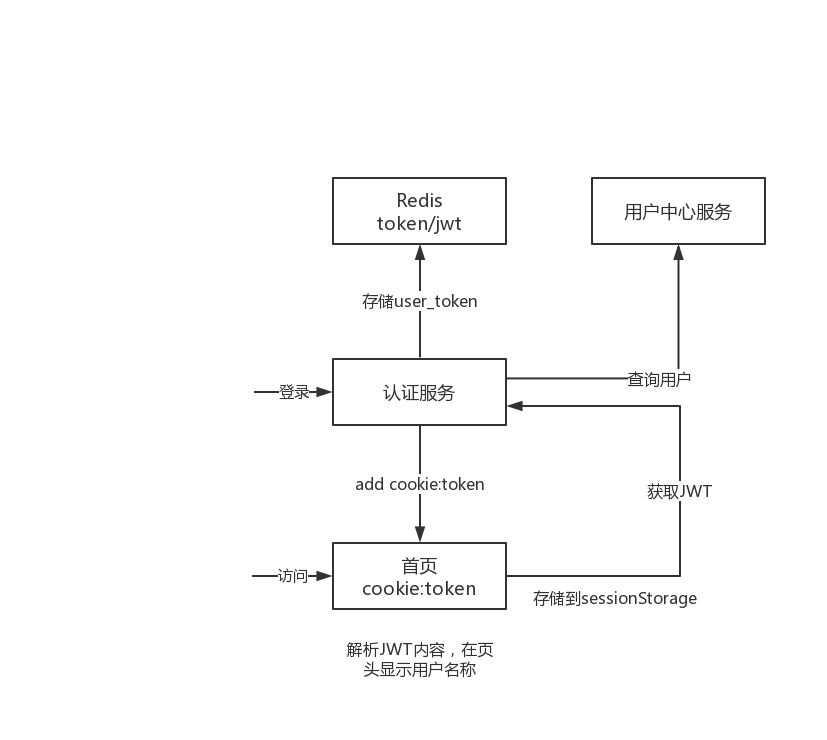 Redis
token/jwt
用户中心服务
存储user_token
查询用户
登录
认证服务
add cookie:token
获取JWT
访问
首页
cookie:token
存储到sessionStorage
解析JWT内容，在页
头显示用户名称